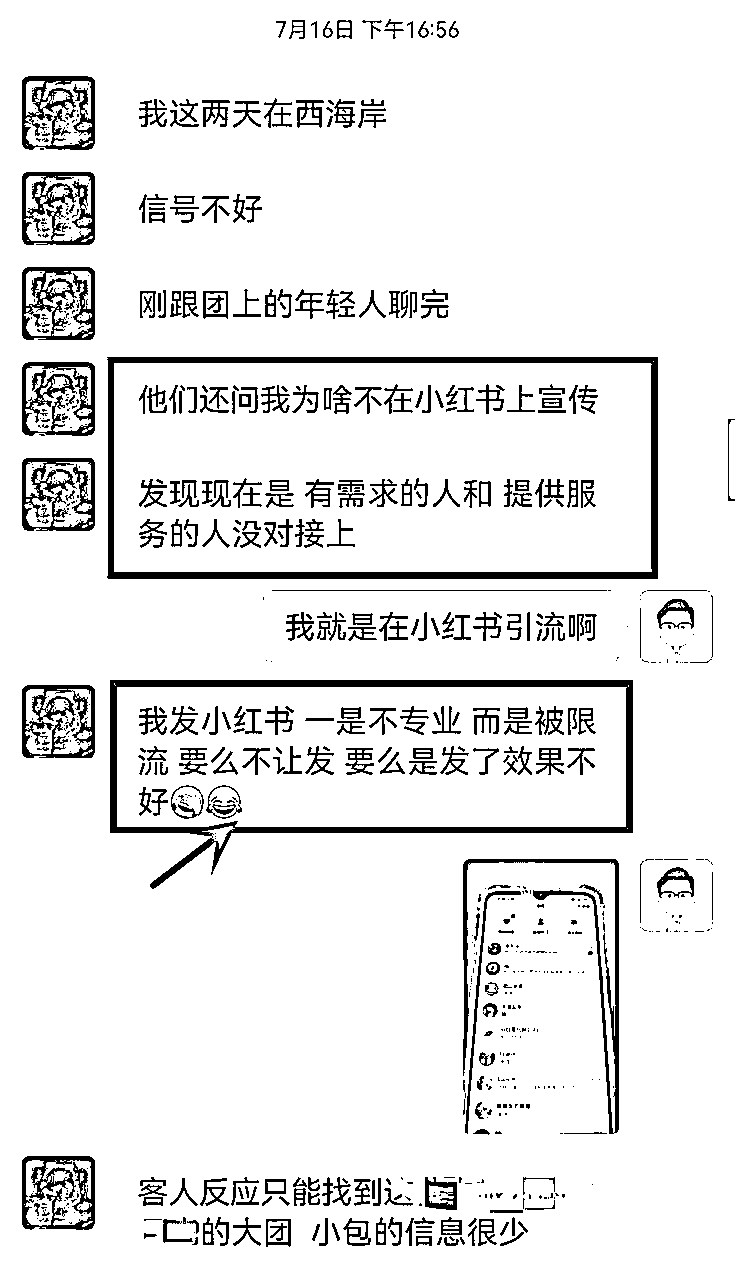 7月16日 下午16:56
我这两天在西海岸
信号不好
刚跟团上的年轻人聊完
他们还问我为啥不在小红书上宣传
发现现在是 有需求的人和 提供服
务的人没对接上
我就是在小红书引流啊
我发小红书 一是不专业 而是被限
流 要么不让发 要么是发了效果不
好🤣😂
客人反应只能找到
的大团 小包的信息很少